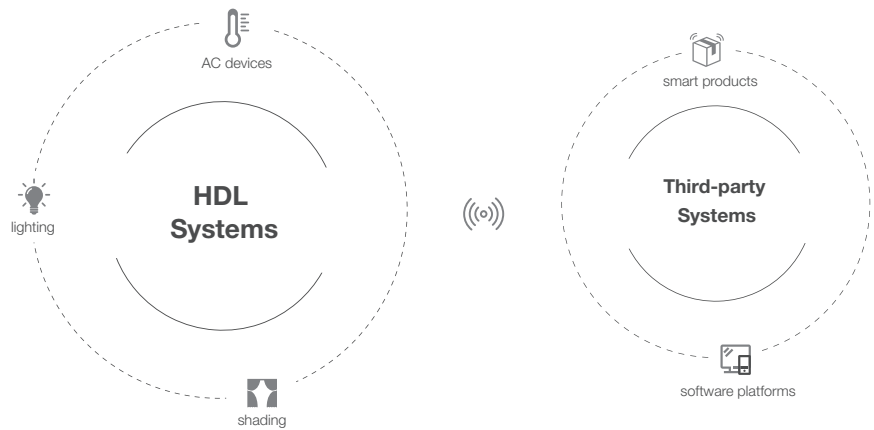 AC devices
lighting
HDL
Systems
shading
smart products
Third-party
Systems
software platforms